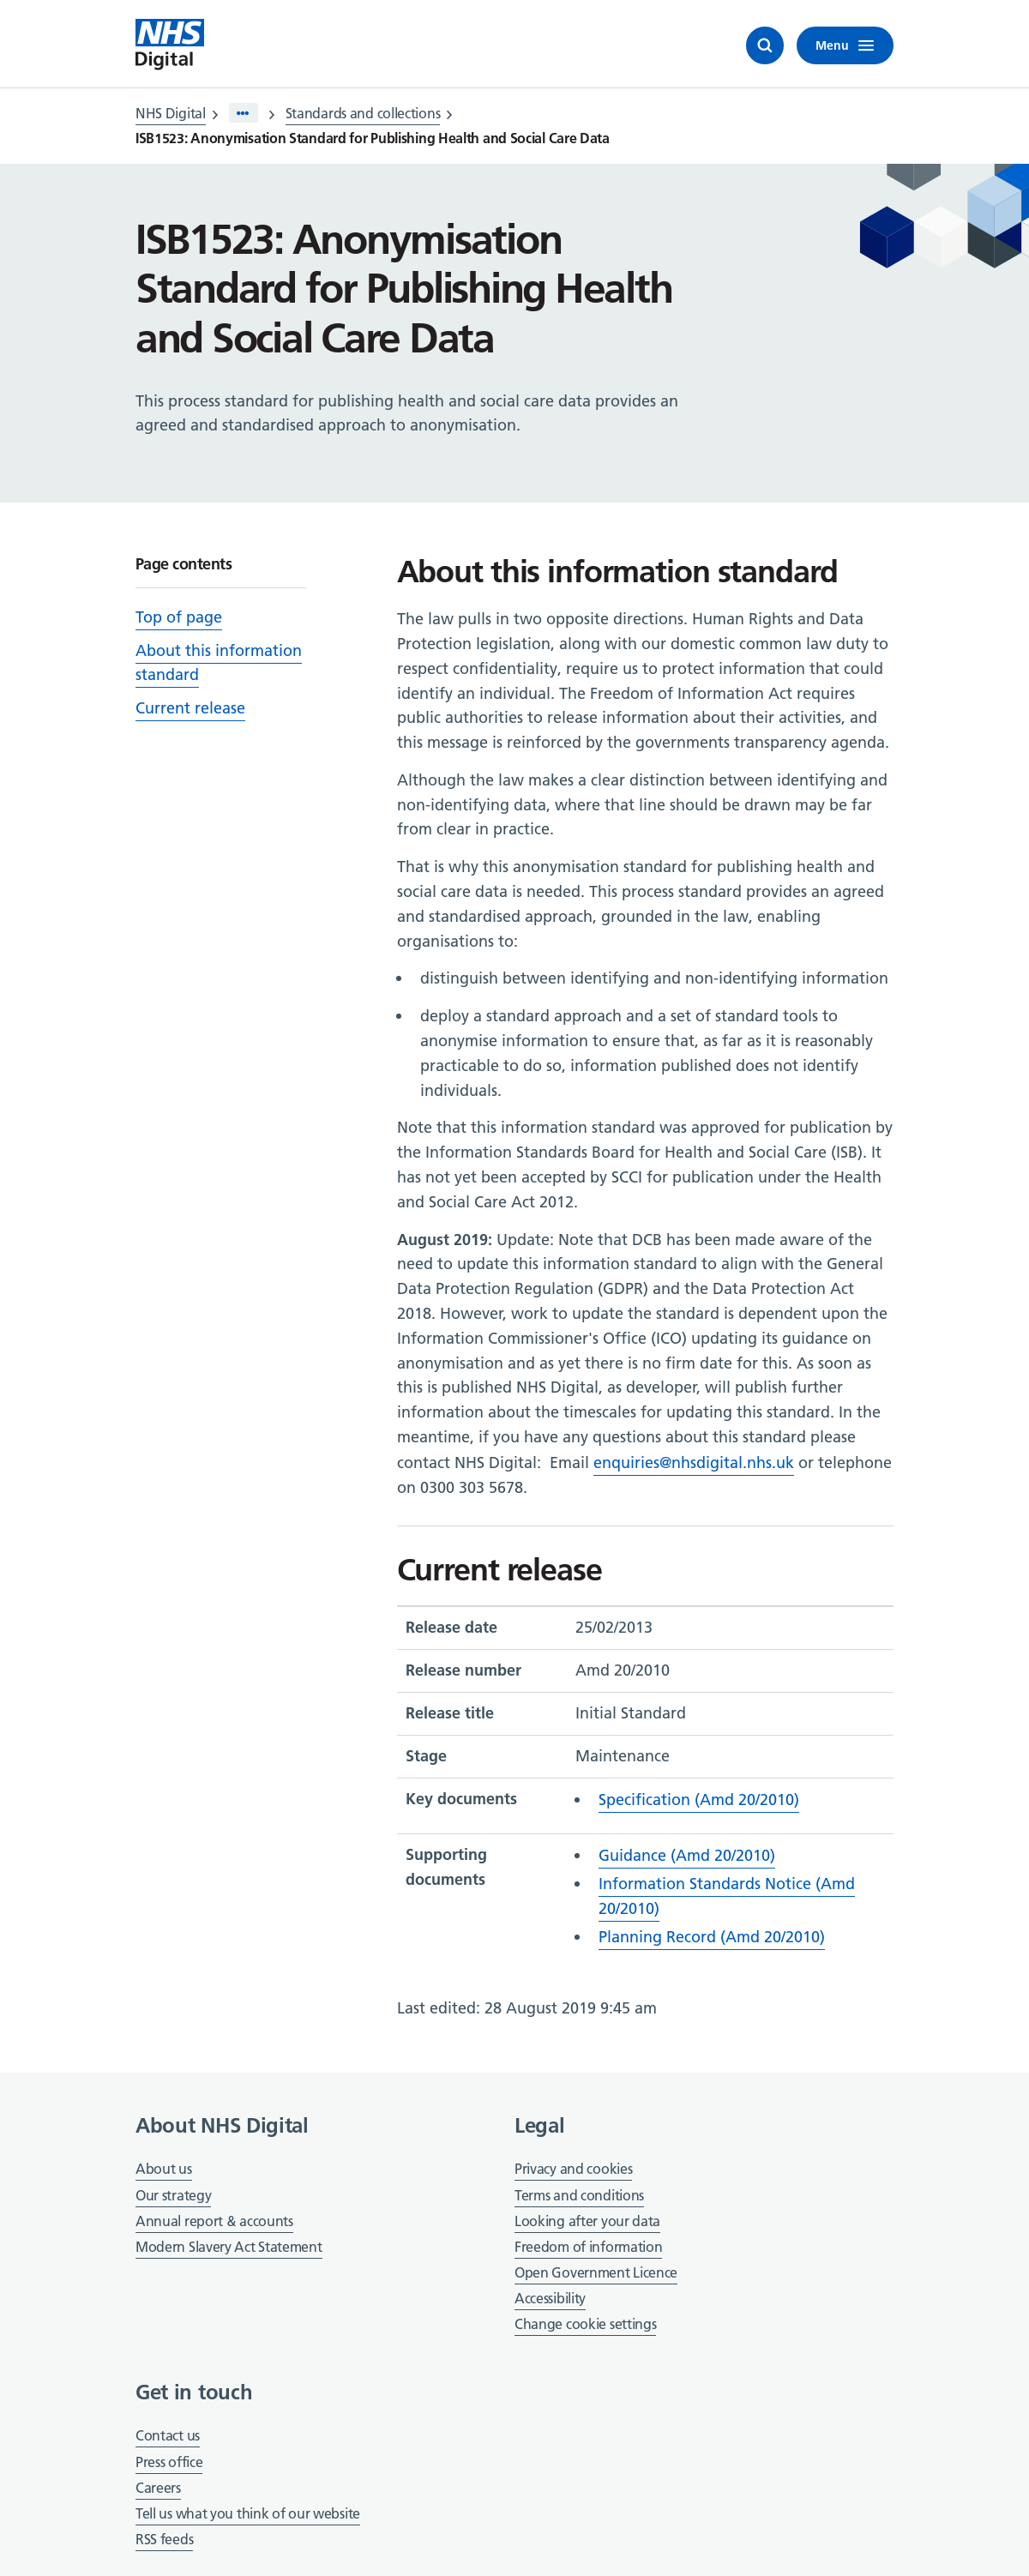 NHS
Digital
Menu
NHS Digital
•••
Standards and collections
ISB1523: Anonymisation Standard for Publishing Health and Social Care Data
ISB1523: Anonymisation
Standard for Publishing Health
and Social Care Data
This process standard for publishing health and social care data provides an
agreed and standardised approach to anonymisation.
Page contents
Top of page
About this information
standard
Current release
About this information standard
The law pulls in two opposite directions. Human Rights and Data
Protection legislation, along with our domestic common law duty to
respect confidentiality, require us to protect information that could
identify an individual. The Freedom of Information Act requires
public authorities to release information about their activities, and
this message is reinforced by the governments transparency agenda.
Although the law makes a clear distinction between identifying and
non-identifying data, where that line should be drawn may be far
from clear in practice.
That is why this anonymisation standard for publishing health and
social care data is needed. This process standard provides an agreed
and standardised approach, grounded in the law, enabling
organisations to:
• distinguish between identifying and non-identifying information
• deploy a standard approach and a set of standard tools to
anonymise information to ensure that, as far as it is reasonably
practicable to do so, information published does not identify
individuals.
Note that this information standard was approved for publication by
the Information Standards Board for Health and Social Care (ISB). It
has not yet been accepted by SCCI for publication under the Health
and Social Care Act 2012.
August 2019: Update: Note that DCB has been made aware of the
need to update this information standard to align with the General
Data Protection Regulation (GDPR) and the Data Protection Act
2018. However, work to update the standard is dependent upon the
Information Commissioner's Office (ICO) updating its guidance on
anonymisation and as yet there is no firm date for this. As soon as
this is published NHS Digital, as developer, will publish further
information about the timescales for updating this standard. In the
meantime, if you have any questions about this standard please
contact NHS Digital:  Email enquiries@nhsdigital.nhs.uk or telephone
on 0300 303 5678.
Current release
Release date 25/02/2013
Release number Amd 20/2010
Release title Initial Standard
Stage Maintenance
Key documents • Specification (Amd 20/2010)
Supporting
documents
• Guidance (Amd 20/2010)
• Information Standards Notice (Amd
20/2010)
• Planning Record (Amd 20/2010)
Last edited: 28 August 2019 9:45 am
About NHS Digital
About us
Our strategy
Annual report & accounts
Modern Slavery Act Statement
Legal
Privacy and cookies
Terms and conditions
Looking after your data
Freedom of information
Open Government Licence
Accessibility
Change cookie settings
Get in touch
Contact us
Press office
Careers
Tell us what you think of our website
RSS feeds